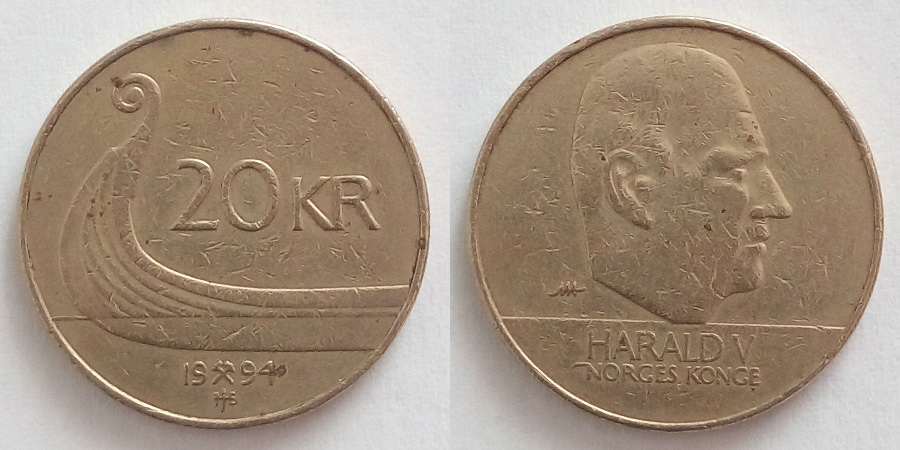 20 KR
19⚒94
HARALD V
NORGES KONGE